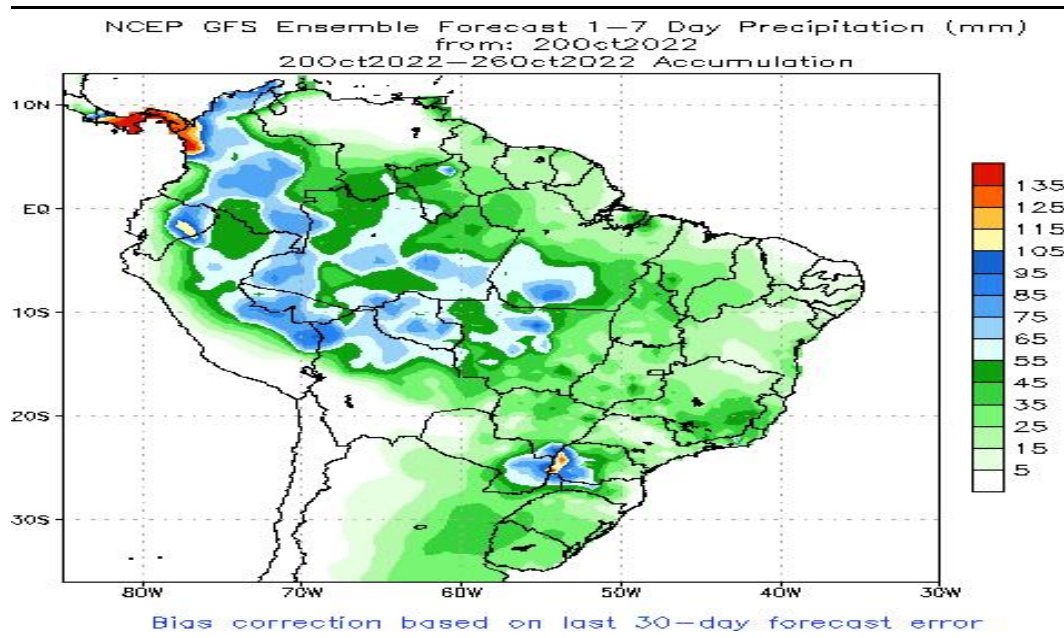 NCEP GFS Ensemble Forecast 1–7 Day Precipitation (mm)
from: 20Oct2022
20Oct2022–26Oct2022 Accumulation
10N
EQ
10S
20S
30S
80W 70W 60W 50W 40W 30W
135
125
115
105
95
85
75
65
55
45
35
25
15
5
Bias correction based on last 30–day forecast error